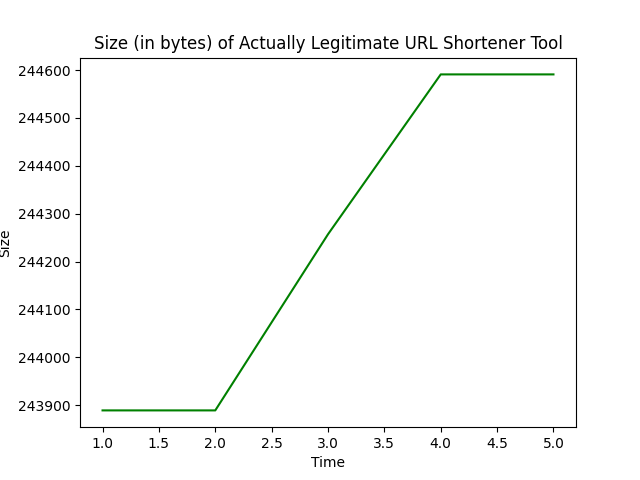 Size (in bytes) of Actually Legitimate URL Shortener Tool
244600
244500
244400
244300
244200
244100
244000
243900
Size
1.0 1.5 2.0 2.5 3.0 3.5 4.0 4.5 5.0
Time